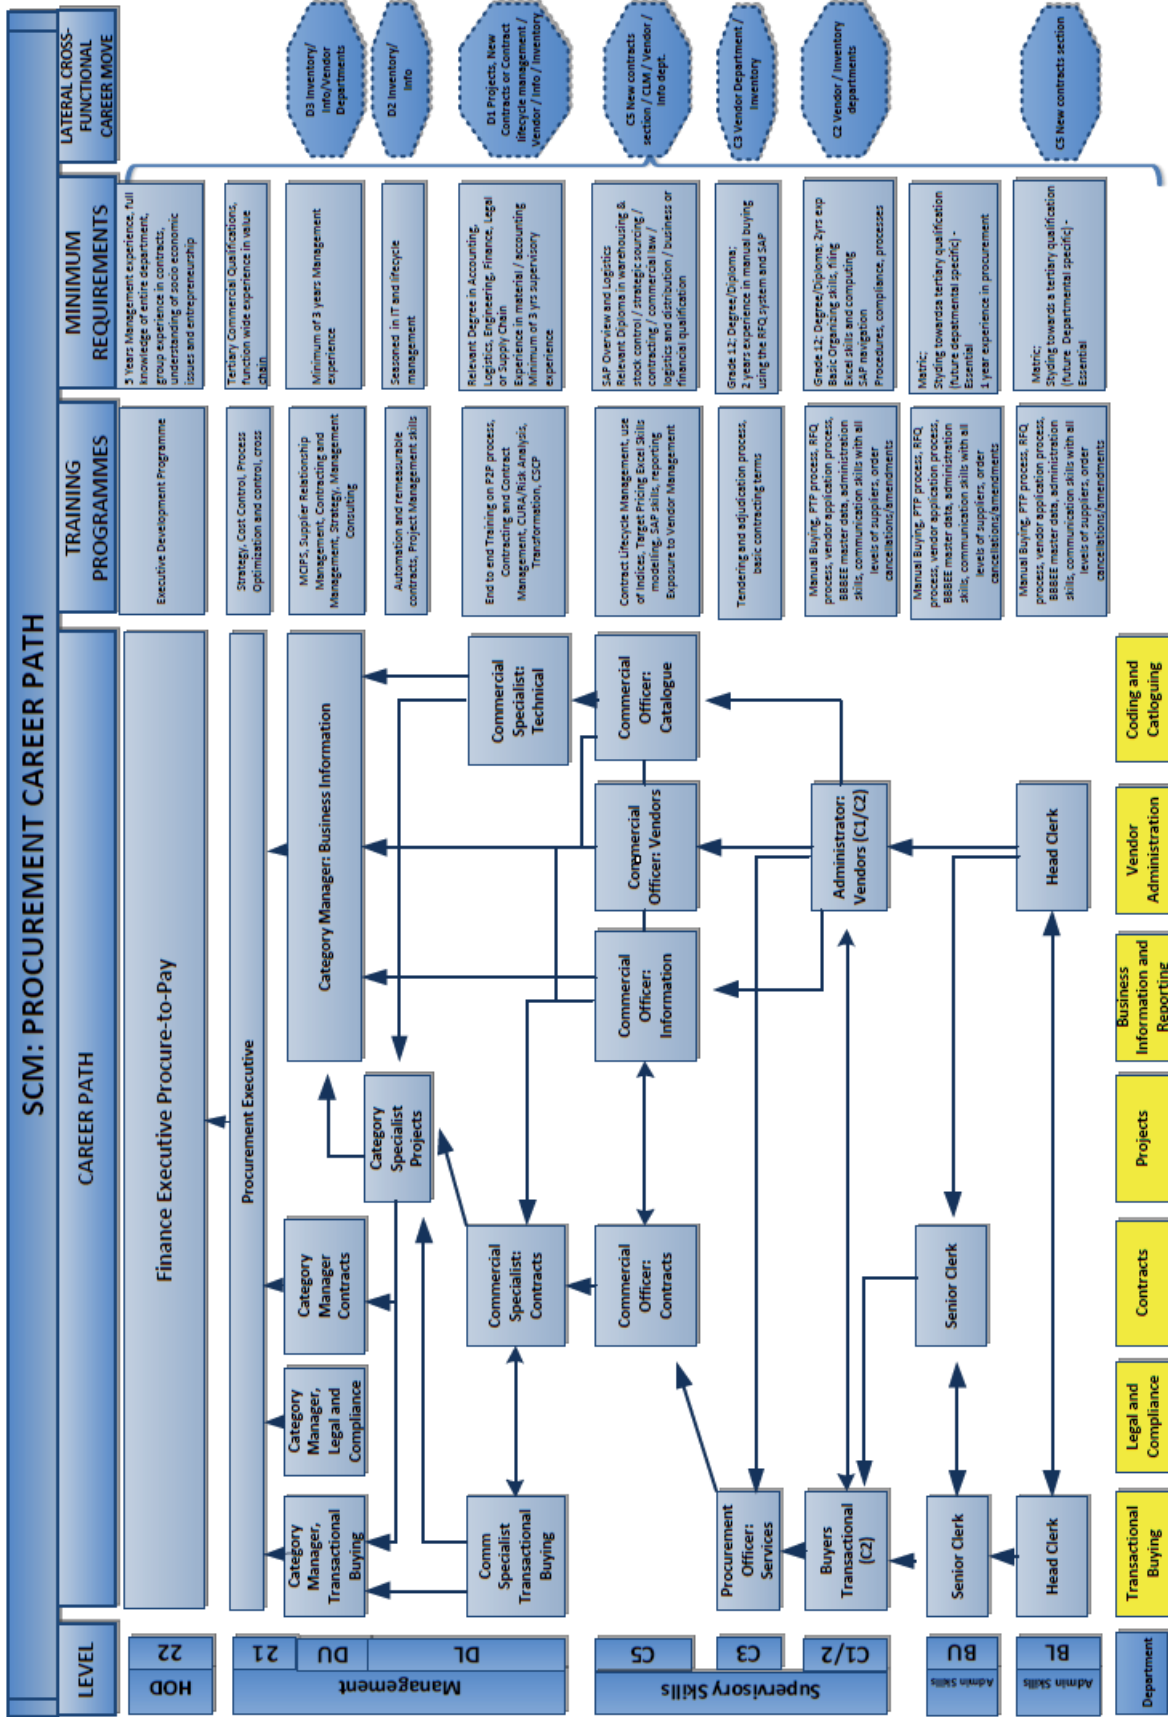 SCM: PROCUREMENT CAREER PATH
LEVEL
CAREER PATH
TRAINING
PROGRAMMES
MINIMUM
REQUIREMENTS
LATERAL CROSS-
FUNCTIONAL
CAREER MOVE
HOD
22
Finance Executive Procure-to-Pay
Executive Development Programme
5 Years Management experience, full
knowledge of entire department,
group experience in contracts,
understanding of socio economic
issues and entrepreneurship
Management
21
Procurement Executive
Strategy, Cost Control, Process
Optimization and control, cross
Tertiary Commercial Qualifications,
function wide experience in value
chain
DU
Category
Manager,
Transactional
Buying
Category
Manager,
Legal and
Compliance
Category
Manager
Contracts
Category Manager: Business Information
MCIPS, Supplier Relationship
Management, Contracting and
Management, Strategy, Management
Consulting
Minimum of 3 years Management
experience
D3 Inventory/
Info/Vendor
Departments
DL
Category
Specialist
Projects
Automation and remeasurable
contracts, Project Management skills
Seasoned in IT and lifecycle
management
D2 Inventory/
Info
Comm
Specialist
Transactional
Buying
Commercial
Specialist:
Contracts
Commercial
Specialist:
Technical
End to end Training on P2P process,
Contracting and Contract
Management, CURA/Risk Analysis,
Transformation, CSCP
Relevant Degree in Accounting,
Logistics, Engineering, Finance, Legal
or Supply Chain
Experience in material / accounting
Minimum of 3 yrs supervisory
experience
D1 Projects, New
Contracts or Contract
lifecycle management /
Vendor / Info / Inventory
Supervisory Skills
C5
Commercial
Officer:
Contracts
Commercial
Officer:
Information
Commercial
Officer: Vendors
Commercial
Officer:
Catalogue
Contract Lifecycle Management, use
of Indices, Target Pricing Excel Skills
modelling, SAP skills, reporting
Exposure to Vendor Management
SAP Overview and Logistics
Relevant Diploma in warehousing &
stock control / strategic sourcing /
contracting / commercial law /
logistics and distribution / business or
financial qualification
C5 New contracts
section / CLM / Vendor /
Info dept.
C3
Procurement
Officer:
Services
Tendering and adjudication process,
basic contracting terms
Grade 12; Degree/Diploma;
2 years experience in manual buying
using the RFQ system and SAP
C3 Vendor Department /
Inventory
C1/2
Buyers
Transactional
(C2)
Administrator:
Vendors (C1/C2)
Manual Buying, PTP process, RFQ
process, vendor application process,
BBBEE master data, administration
skills, communication skills with all
levels of suppliers, order
cancellations/amendments
Grade 12; Degree/Diploma; 2yrs exp
Basic Organizing skills, filing
Excel skills and computing
SAP navigation
Procedures, compliance, processes
C2 Vendor / Inventory
departments
Admin Skills
BU
Senior Clerk
Senior Clerk
Manual Buying, PTP process, RFQ
process, vendor application process,
BBBEE master data, administration
skills, communication skills with all
levels of suppliers, order
cancellations/amendments
Matric;
Styding towards tertiary qualification
(future depatmental specific) -
Essential
1 year experience in procurement
Admin Skills
BL
Head Clerk
Head Clerk
Manual Buying, PTP process, RFQ
process, vendor application process,
BBBEE master data, administration
skills, communication skills with all
levels of suppliers, order
cancellations/amendments
Matric;
Styding towards a tertiary qualification
(future Departmental specific) -
Essential
C5 New contracts section
Department
Transactional
Buying
Legal and
Compliance
Contracts
Projects
Business
Information and
Reporting
Vendor
Administration
Coding and
Catloguing